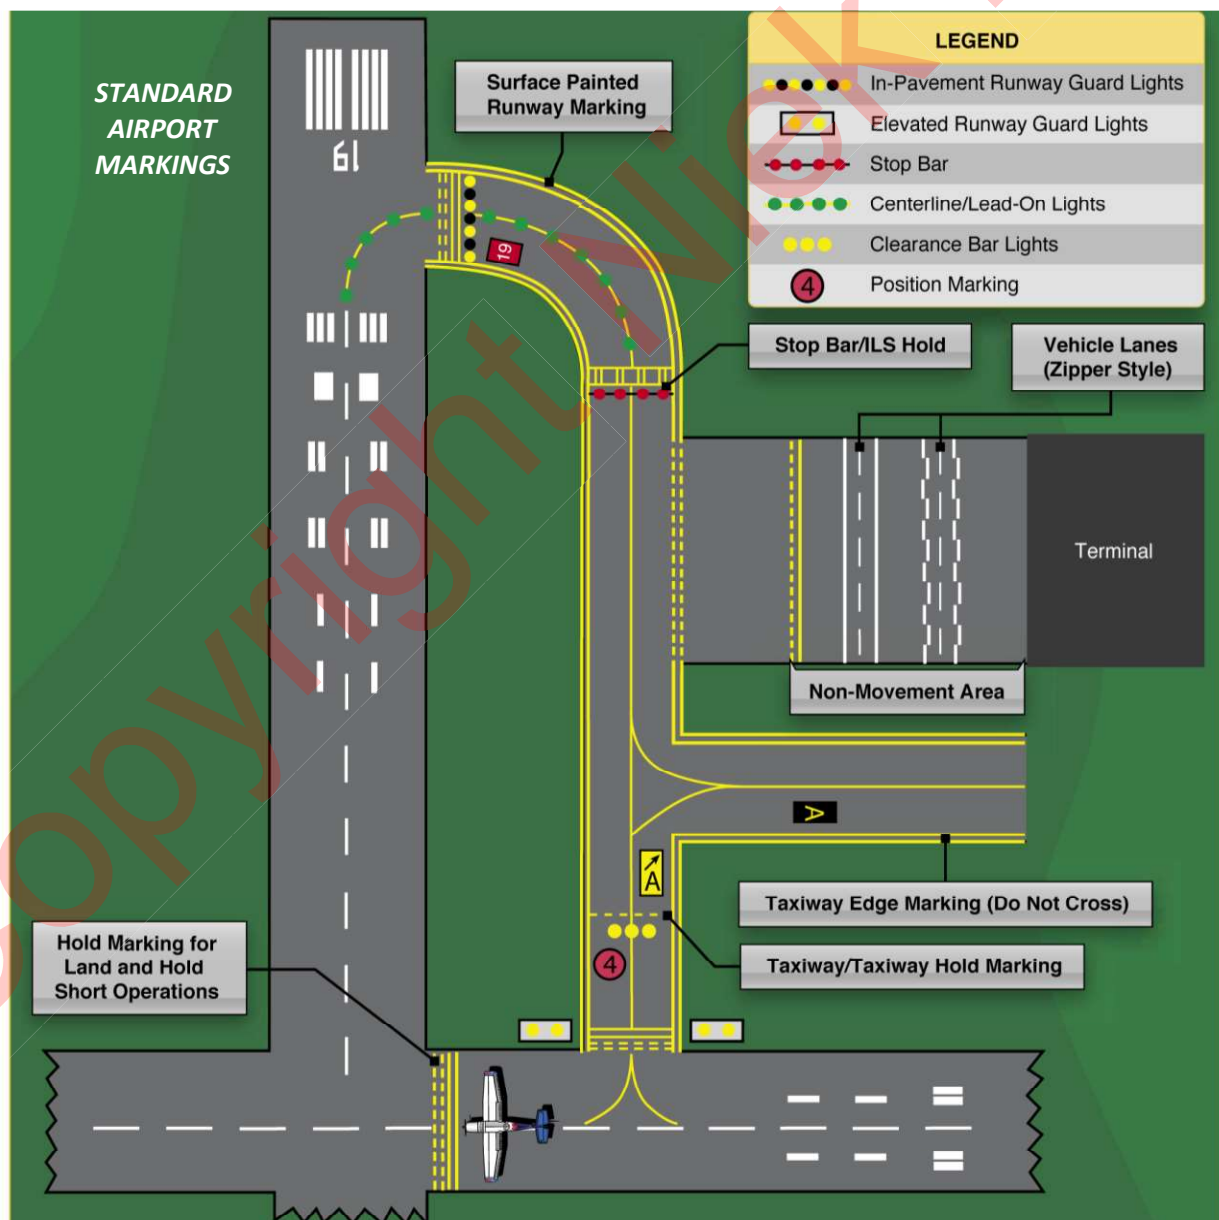 STANDARD
AIRPORT
MARKINGS
Surface Painted
Runway Marking
LEGEND
In-Pavement Runway Guard Lights
Elevated Runway Guard Lights
Stop Bar
Centerline/Lead-On Lights
Clearance Bar Lights
4
Position Marking
19
19
Stop Bar/ILS Hold
Vehicle Lanes
(Zipper Style)
Terminal
Non-Movement Area
A
A
Taxiway Edge Marking (Do Not Cross)
Taxiway/Taxiway Hold Marking
4
Hold Marking for
Land and Hold
Short Operations
Copyright Niek